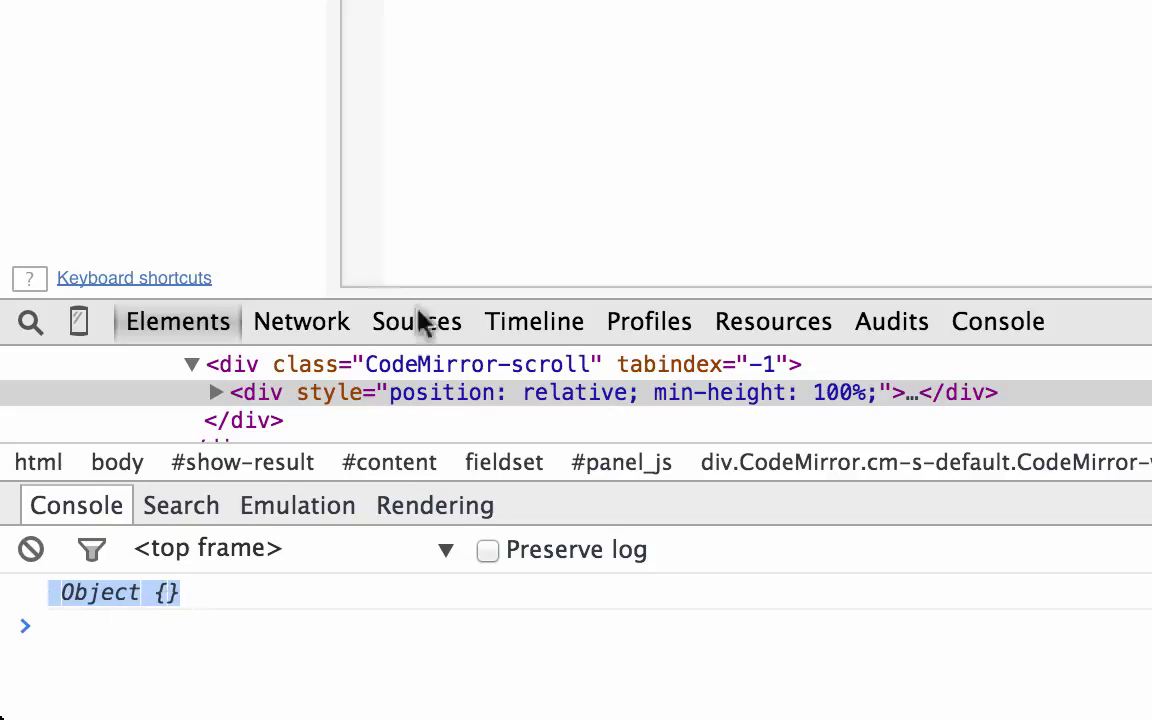 ? Keyboard shortcuts
Elements Network Sources Timeline Profiles Resources Audits Console
▼<div class="CodeMirror-scroll" tabindex="-1">
▶<div style="position: relative; min-height: 100%;">…</div>
</div>
html body #show-result #content fieldset #panel_js div.CodeMirror.cm-s-default.CodeMirror-
Console Search Emulation Rendering
<top frame> ▼ Preserve log
Object {}
>